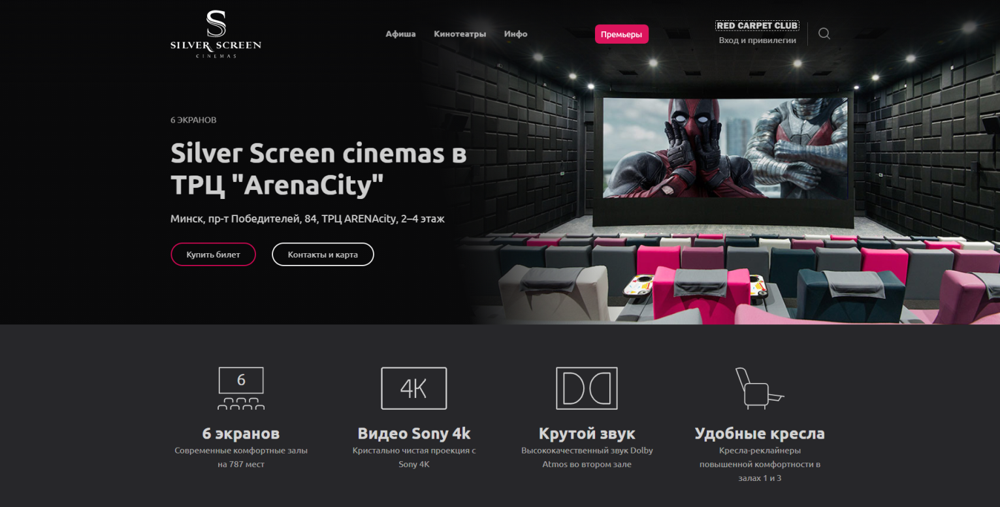 SILVER SCREEN
CINEMAS
Афиша
Кинотеатры
Инфо
Премьеры
RED CARPET CLUB
Вход и привилегии
6 ЭКРАНОВ
Silver Screen cinemas в
ТРЦ "ArenaCity"
Минск, пр-т Победителей, 84, ТРЦ ARENAcity, 2–4 этаж
Купить билет
Контакты и карта
6
4K
6 экранов
Современные комфортные залы
на 787 мест
Видео Sony 4k
Кристально чистая проекция с
Sony 4K
Крутой звук
Высококачественный звук Dolby
Atmos во втором зале
Удобные кресла
Кресла-реклайнеры
повышенной комфортности в
залах 1 и 3